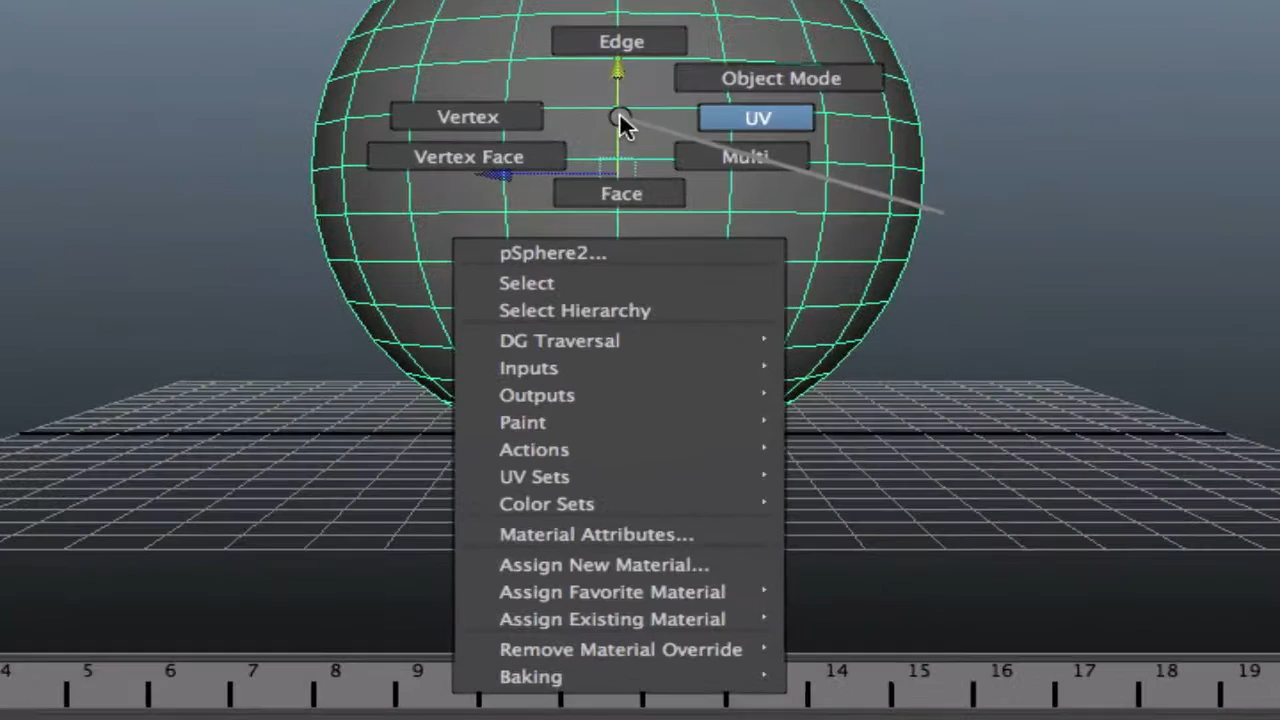 Edge
Object Mode
Vertex
UV
Vertex Face
Multi
Face
pSphere2...
Select
Select Hierarchy
DG Traversal
Inputs
Outputs
Paint
Actions
UV Sets
Color Sets
Material Attributes...
Assign New Material...
Assign Favorite Material
Assign Existing Material
Remove Material Override
Baking
4 5 6 7 8 9 14 15 16 17 18 19